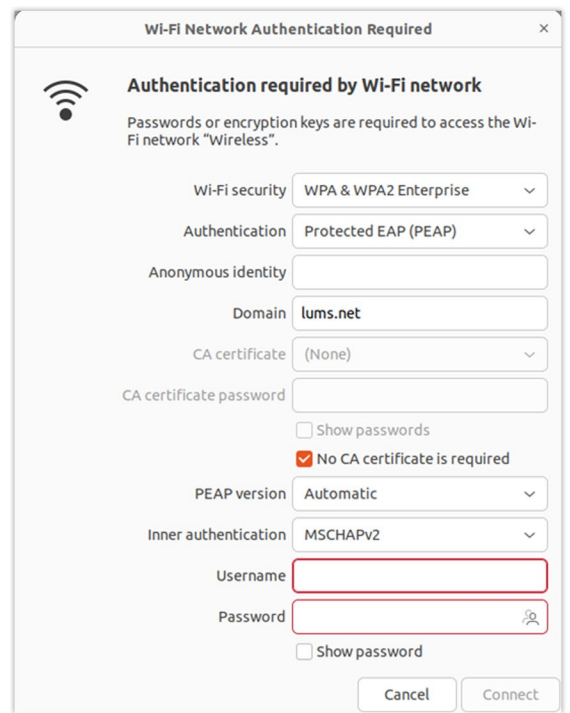 Wi-Fi Network Authentication Required
Authentication required by Wi-Fi network
Passwords or encryption keys are required to access the Wi-
Fi network “Wireless”.
Wi-Fi security WPA & WPA2 Enterprise
Authentication Protected EAP (PEAP)
Anonymous identity
Domain lums.net
CA certificate (None)
CA certificate password
Show passwords
No CA certificate is required
PEAP version Automatic
Inner authentication MSCHAPv2
Username
Password
Show password
Cancel Connect